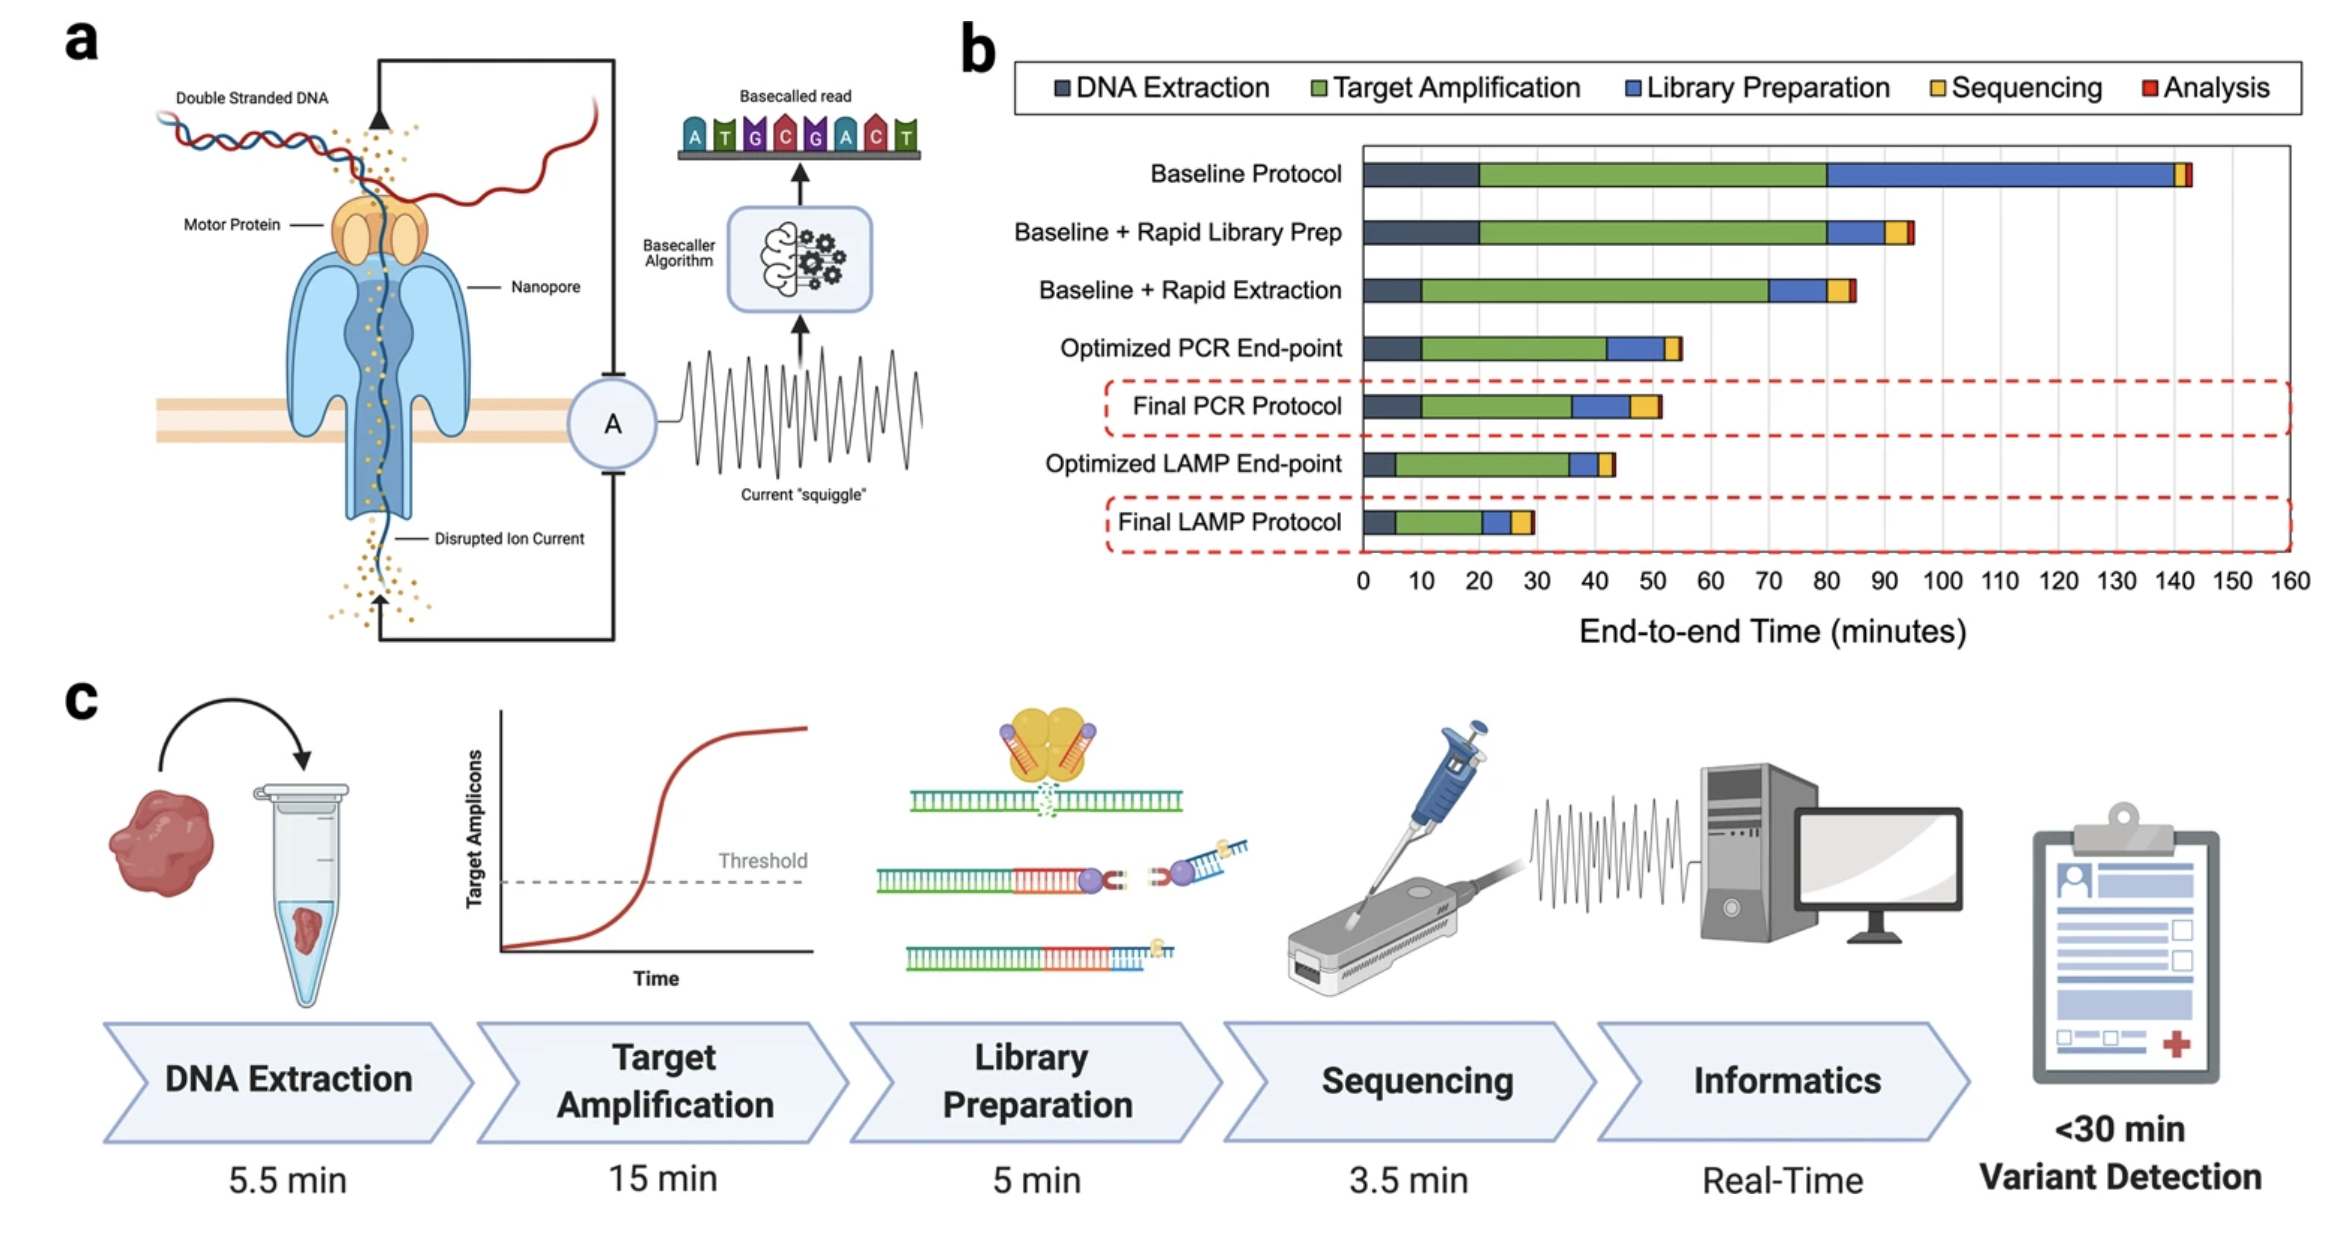 a
Double Stranded DNA
Motor Protein
Nanopore
Disrupted Ion Current
A
Basecalled read
A T G C G A C T
Basecaller
Algorithm
Current "squiggle"
b
DNA Extraction Target Amplification Library Preparation Sequencing Analysis
Baseline Protocol
Baseline + Rapid Library Prep
Baseline + Rapid Extraction
Optimized PCR End-point
Final PCR Protocol
Optimized LAMP End-point
Final LAMP Protocol
0 10 20 30 40 50 60 70 80 90 100 110 120 130 140 150 160
End-to-end Time (minutes)
c
Target Amplicons
Threshold
Time
DNA Extraction
5.5 min
Target
Amplification
15 min
Library
Preparation
5 min
Sequencing
3.5 min
Informatics
Real-Time
<30 min
Variant Detection